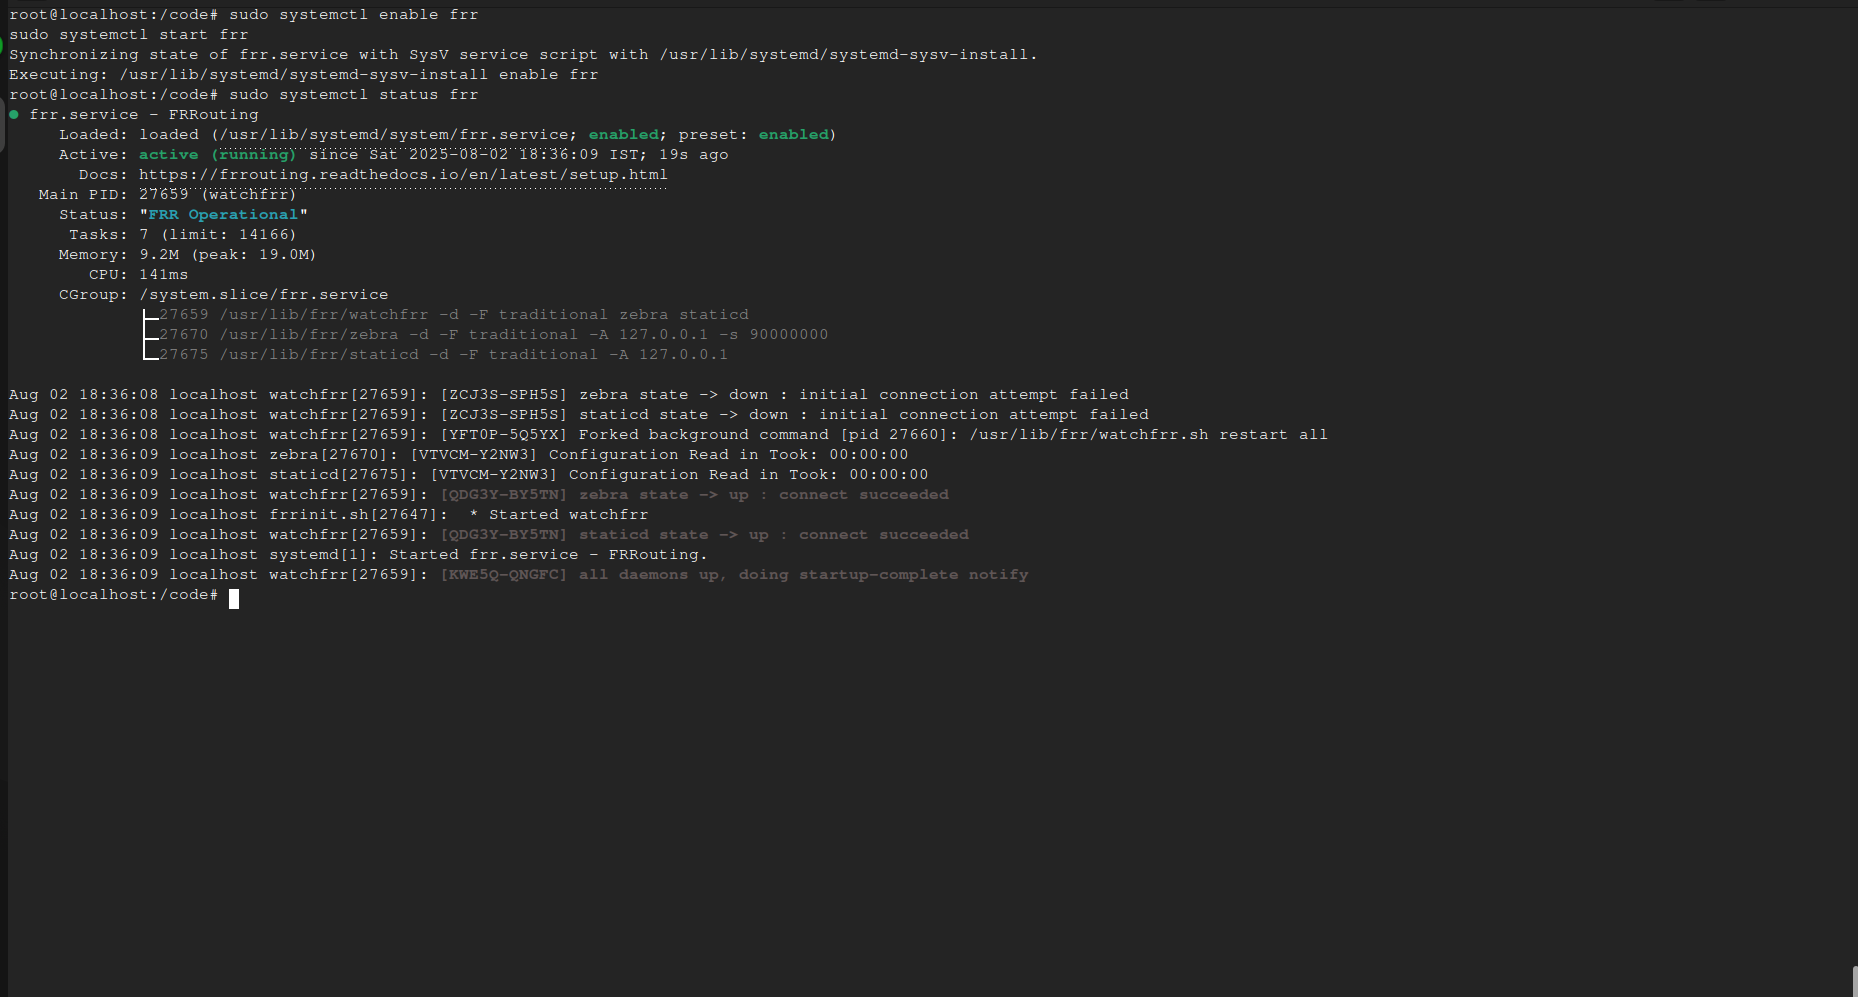 root@localhost:/code# sudo systemctl enable frr
sudo systemctl start frr
Synchronizing state of frr.service with SysV service script with /usr/lib/systemd/systemd-sysv-install.
Executing: /usr/lib/systemd/systemd-sysv-install enable frr
root@localhost:/code# sudo systemctl status frr
● frr.service - FRRouting
     Loaded: loaded (/usr/lib/systemd/system/frr.service; enabled; preset: enabled)
     Active: active (running) since Sat 2025-08-02 18:36:09 IST; 19s ago
       Docs: https://frrouting.readthedocs.io/en/latest/setup.html
   Main PID: 27659 (watchfrr)
     Status: "FRR Operational"
      Tasks: 7 (limit: 14166)
     Memory: 9.2M (peak: 19.0M)
        CPU: 141ms
     CGroup: /system.slice/frr.service
             ├─27659 /usr/lib/frr/watchfrr -d -F traditional zebra staticd
             ├─27670 /usr/lib/frr/zebra -d -F traditional -A 127.0.0.1 -s 90000000
             └─27675 /usr/lib/frr/staticd -d -F traditional -A 127.0.0.1
Aug 02 18:36:08 localhost watchfrr[27659]: [ZCJ3S-SPH5S] zebra state -> down : initial connection attempt failed
Aug 02 18:36:08 localhost watchfrr[27659]: [ZCJ3S-SPH5S] staticd state -> down : initial connection attempt failed
Aug 02 18:36:08 localhost watchfrr[27659]: [YFT0P-5Q5YX] Forked background command [pid 27660]: /usr/lib/frr/watchfrr.sh restart all
Aug 02 18:36:09 localhost zebra[27670]: [VTVCM-Y2NW3] Configuration Read in Took: 00:00:00
Aug 02 18:36:09 localhost staticd[27675]: [VTVCM-Y2NW3] Configuration Read in Took: 00:00:00
Aug 02 18:36:09 localhost watchfrr[27659]: [QDG3Y-BY5TN] zebra state -> up : connect succeeded
Aug 02 18:36:09 localhost frrinit.sh[27647]:  * Started watchfrr
Aug 02 18:36:09 localhost watchfrr[27659]: [QDG3Y-BY5TN] staticd state -> up : connect succeeded
Aug 02 18:36:09 localhost systemd[1]: Started frr.service - FRRouting.
Aug 02 18:36:09 localhost watchfrr[27659]: [KWE5Q-QNGFC] all daemons up, doing startup-complete notify
root@localhost:/code#